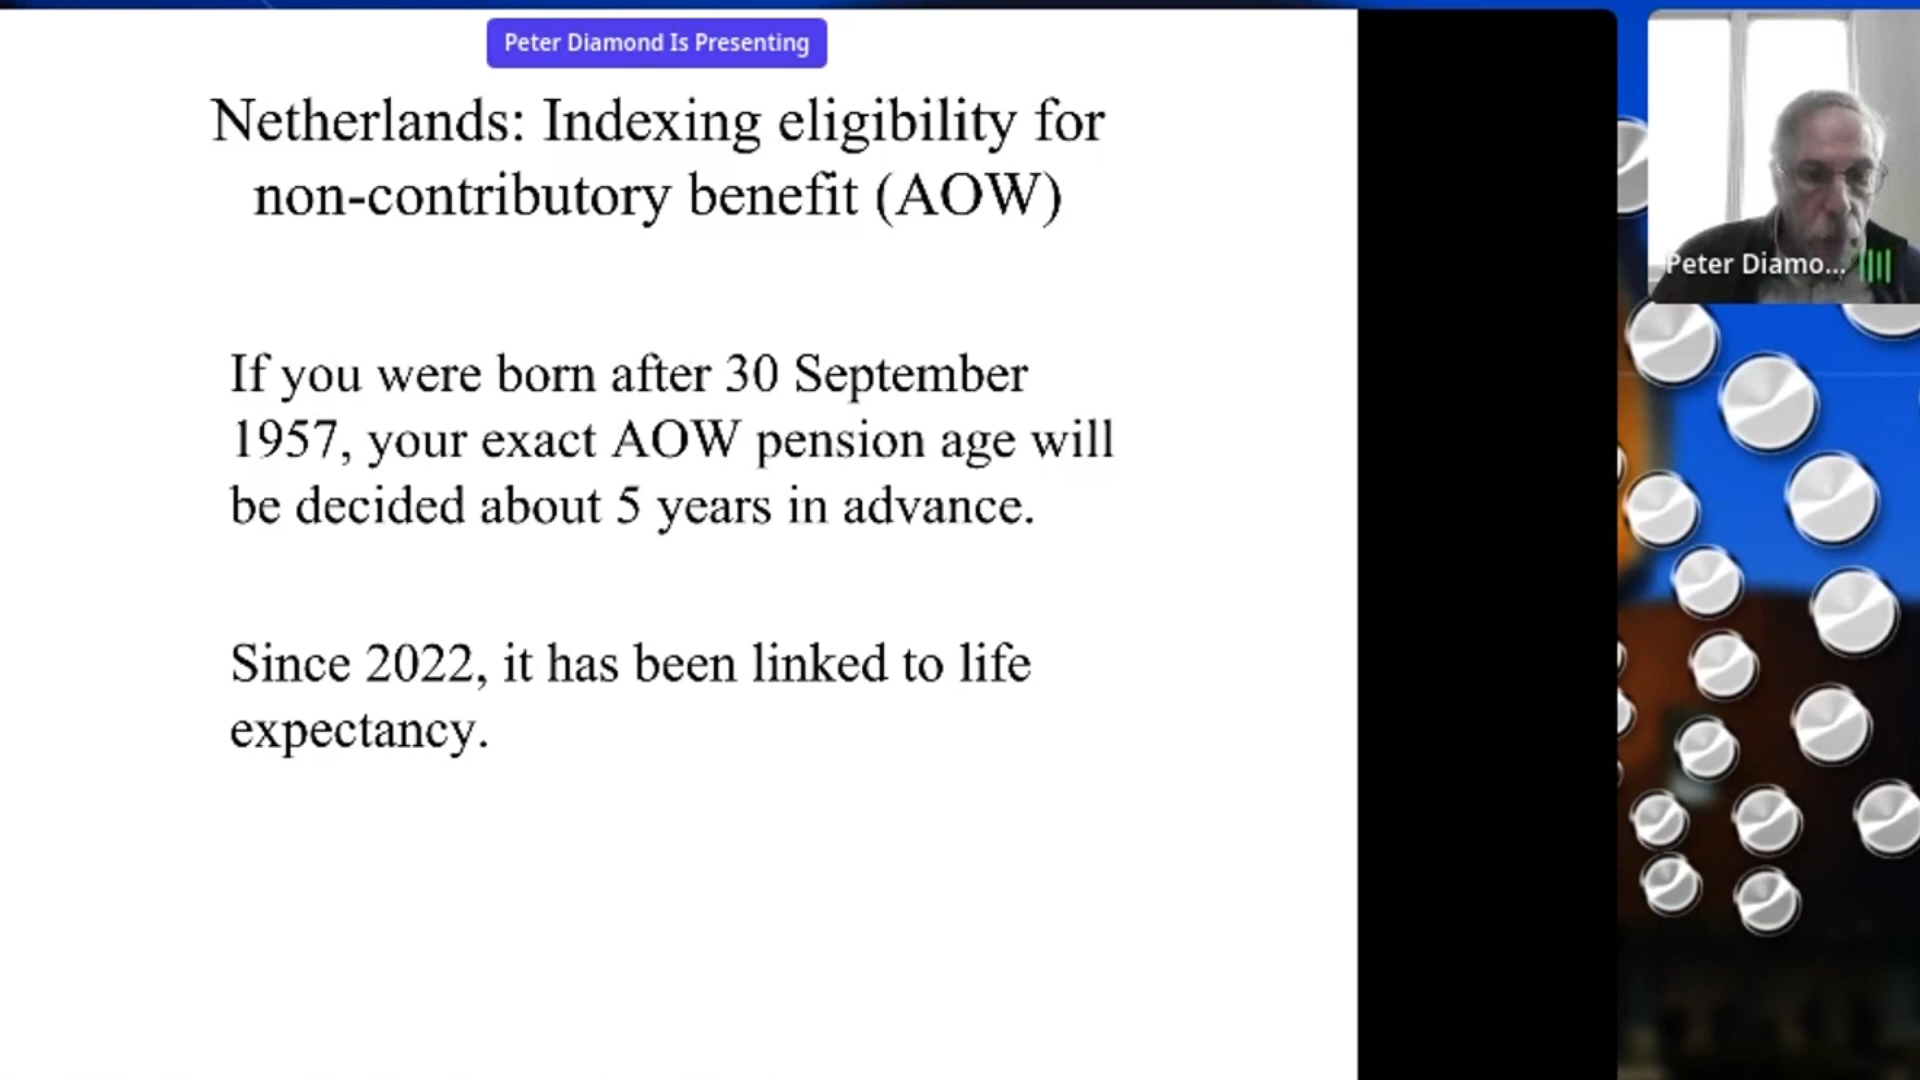 Peter Diamond Is Presenting
Netherlands: Indexing eligibility for
non-contributory benefit (AOW)
If you were born after 30 September
1957, your exact AOW pension age will
be decided about 5 years in advance.
Since 2022, it has been linked to life
expectancy.
Peter Diamo...